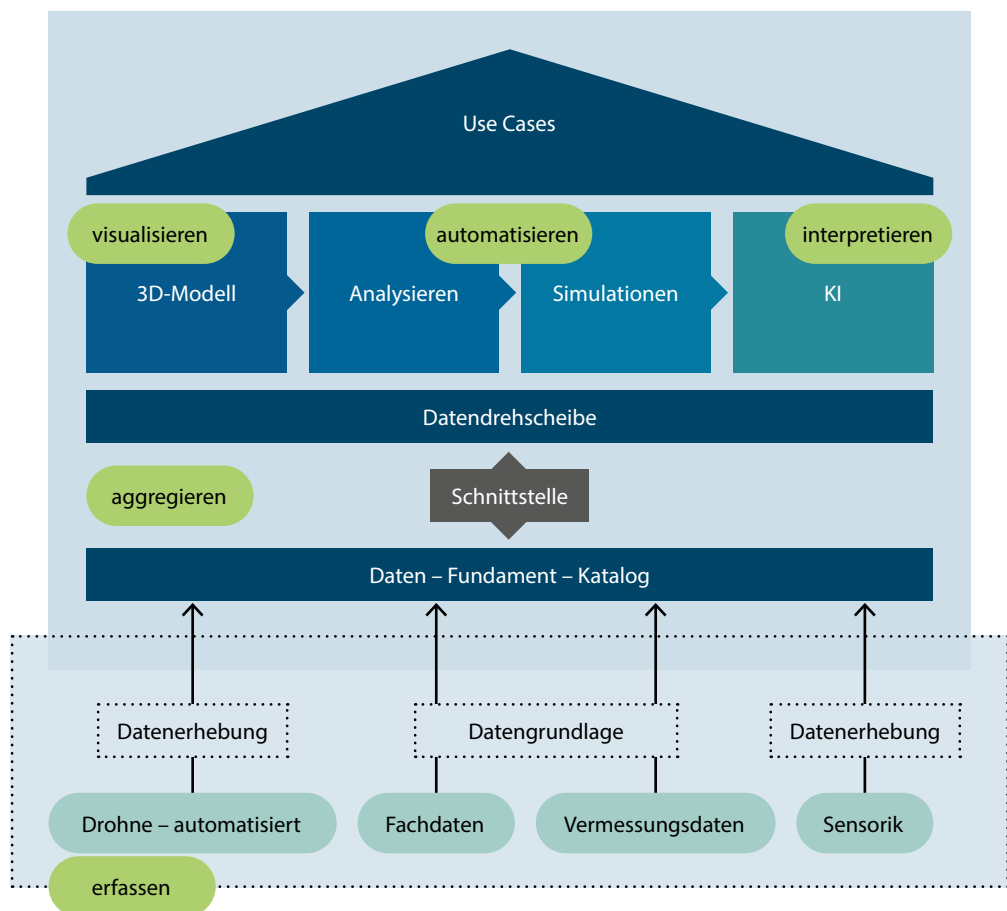 Use Cases
visualisieren
automatisieren
interpretieren
3D-Modell
Analysieren
Simulationen
KI
Datendrehscheibe
aggregieren
Schnittstelle
Daten – Fundament – Katalog
Datenerhebung
Datengrundlage
Datenerhebung
Drohne – automatisiert
Fachdaten
Vermessungsdaten
Sensorik
erfassen